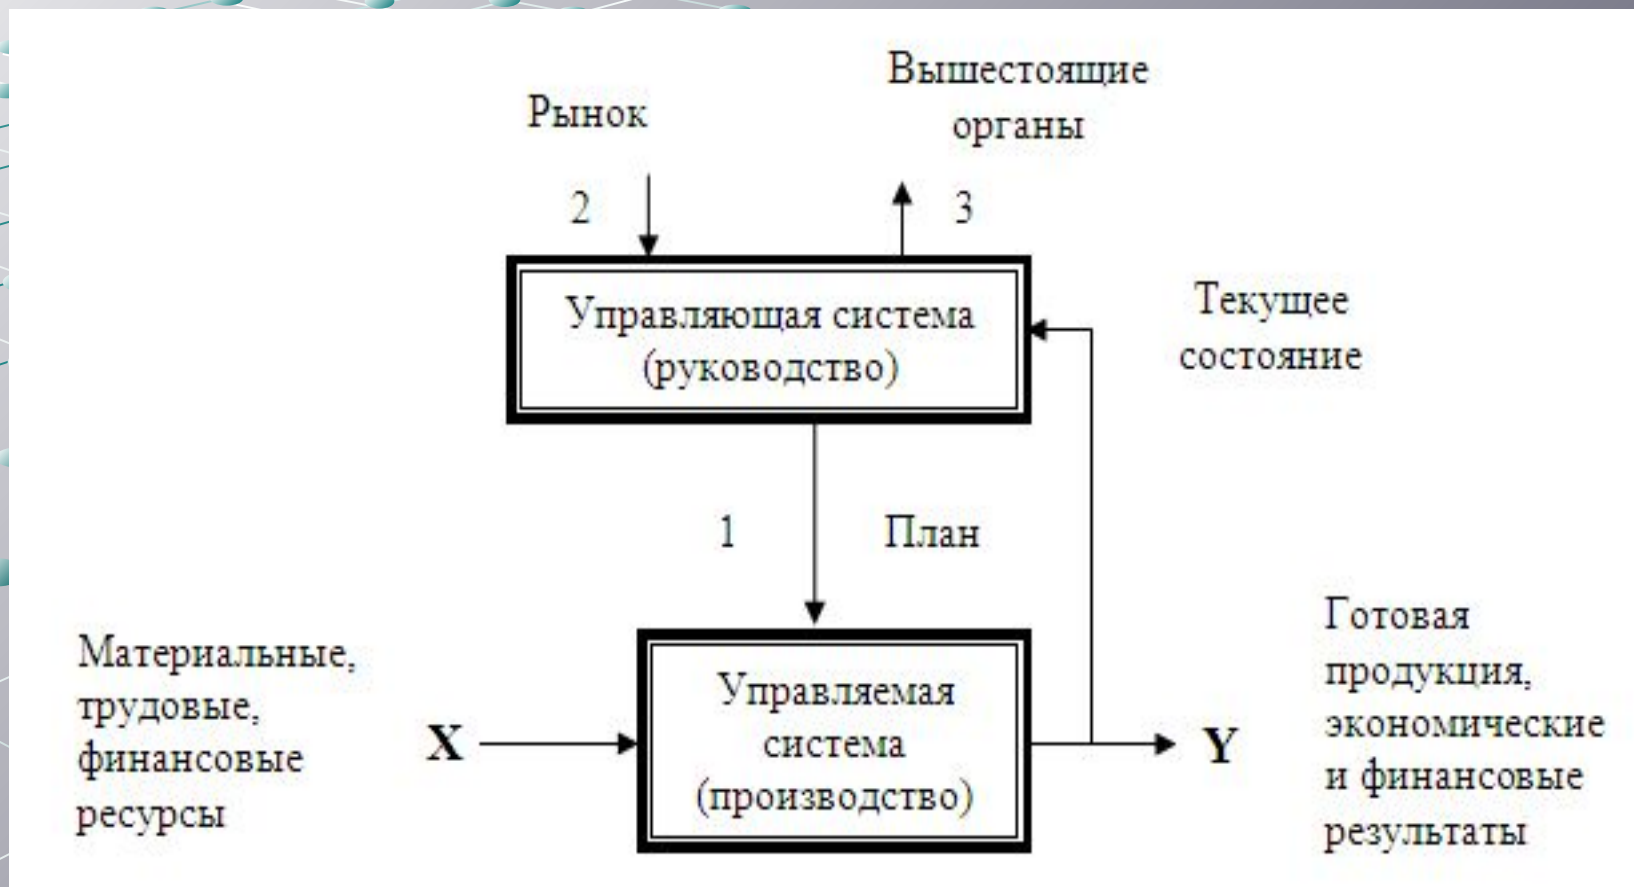 Рынок
Вышестоящие
органы
2
3
Управляющая система
(руководство)
Текущее
состояние
1
План
Материальные,
трудовые,
финансовые
ресурсы
X
Управляемая
система
(производство)
Y
Готовая
продукция,
экономические
и финансовые
результаты